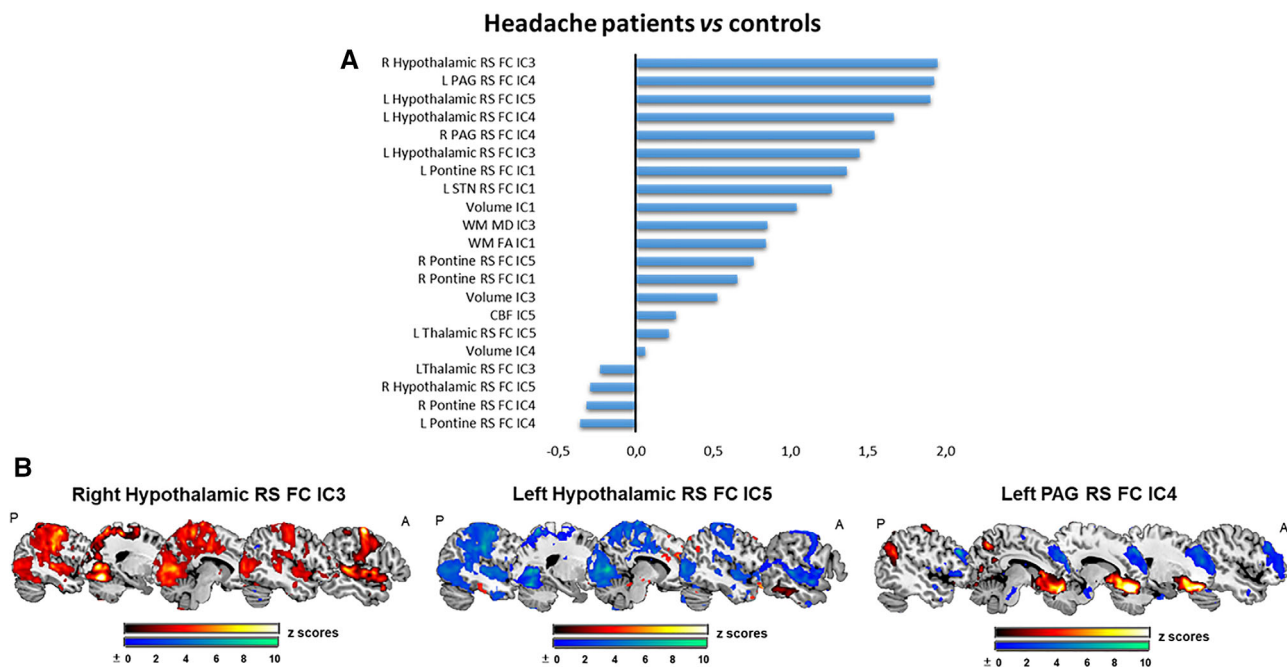 Headache patients vs controls
A
R Hypothalamic RS FC IC3
L PAG RS FC IC4
L Hypothalamic RS FC IC5
L Hypothalamic RS FC IC4
R PAG RS FC IC4
L Hypothalamic RS FC IC3
L Pontine RS FC IC1
L STN RS FC IC1
Volume IC1
WM MD IC3
WM FA IC1
R Pontine RS FC IC5
R Pontine RS FC IC1
Volume IC3
CBF IC5
L Thalamic RS FC IC5
Volume IC4
LThalamic RS FC IC3
R Hypothalamic RS FC IC5
R Pontine RS FC IC4
L Pontine RS FC IC4
-0,5 0,0 0,5 1,0 1,5 2,0
B
Right Hypothalamic RS FC IC3
P A
z scores
± 0 2 4 6 8 10
Left Hypothalamic RS FC IC5
P A
z scores
± 0 2 4 6 8 10
Left PAG RS FC IC4
P A
z scores
± 0 2 4 6 8 10